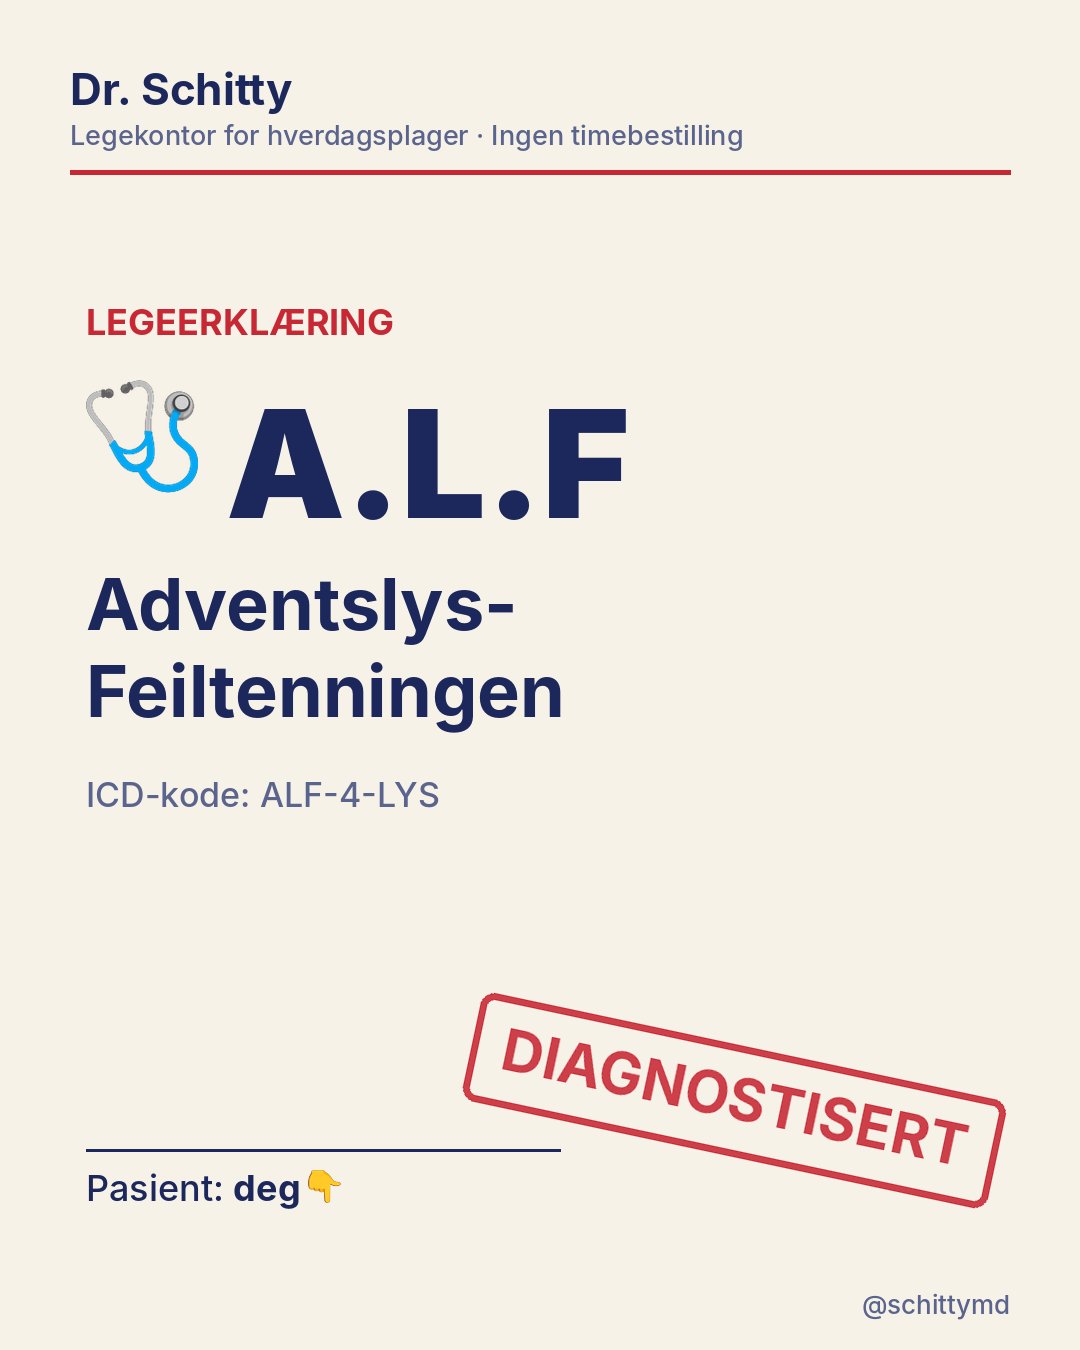 Dr. Schitty
Legekontor for hverdagsplager · Ingen timebestilling
LEGEERKLÆRING
A.L.F
Adventslys-
Feiltenningen
ICD-kode: ALF-4-LYS
DIAGNOSTISERT
Pasient: deg👇
@schittymd